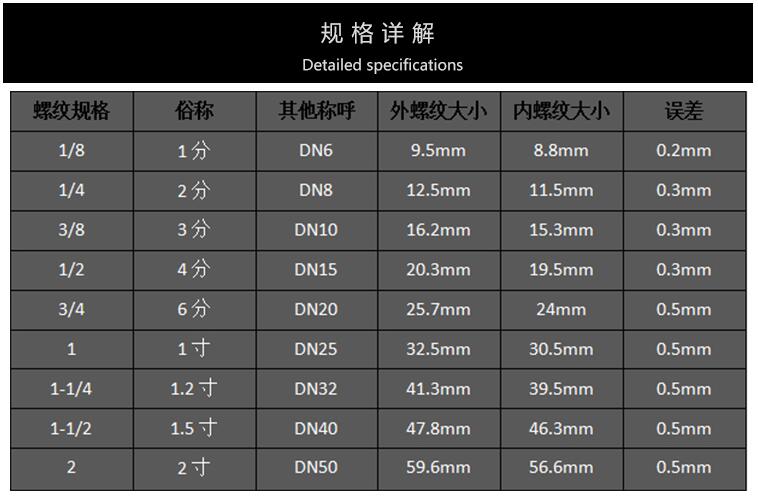 规格详解
Detailed specifications
螺纹规格 俗称 其他称呼 外螺纹大小 内螺纹大小 误差
1/8 1分 DN6 9.5mm 8.8mm 0.2mm
1/4 2分 DN8 12.5mm 11.5mm 0.3mm
3/8 3分 DN10 16.2mm 15.3mm 0.3mm
1/2 4分 DN15 20.3mm 19.5mm 0.3mm
3/4 6分 DN20 25.7mm 24mm 0.5mm
1 1寸 DN25 32.5mm 30.5mm 0.5mm
1-1/4 1.2寸 DN32 41.3mm 39.5mm 0.5mm
1-1/2 1.5寸 DN40 47.8mm 46.3mm 0.5mm
2 2寸 DN50 59.6mm 56.6mm 0.5mm